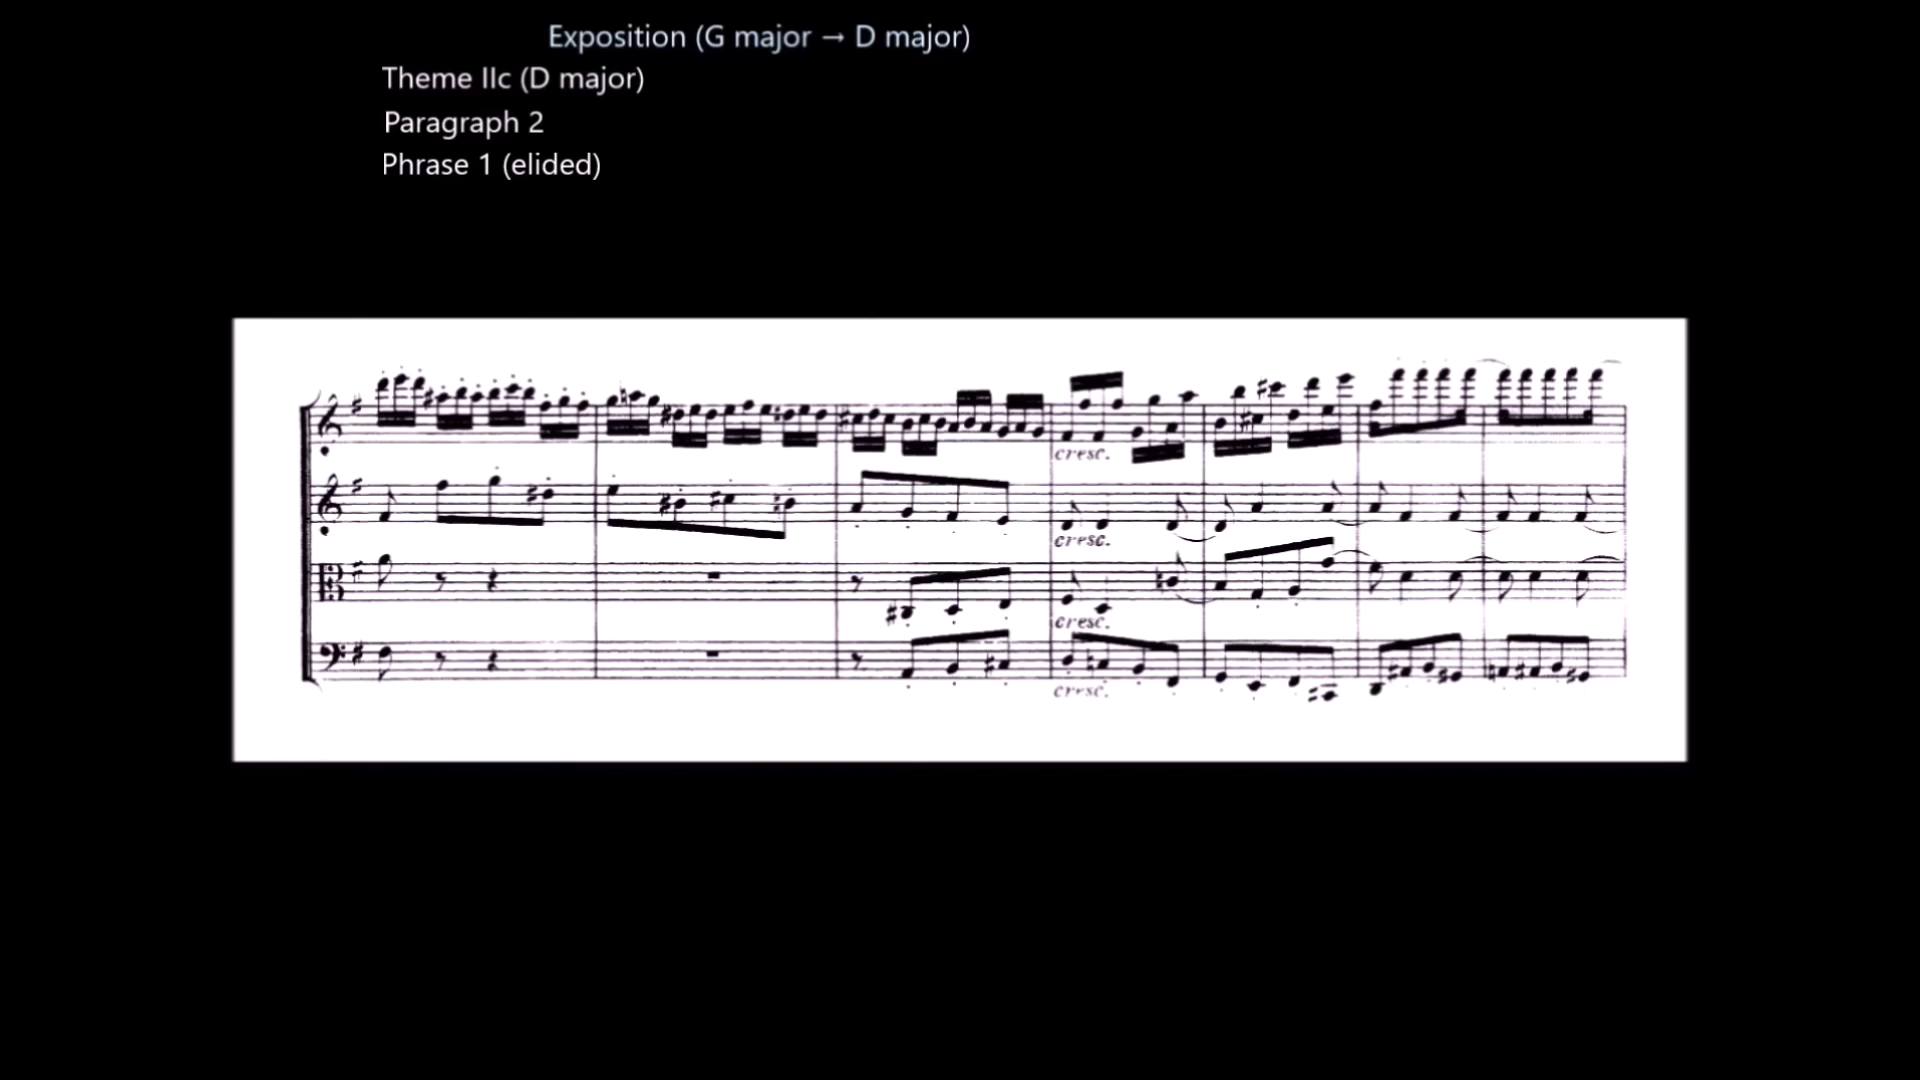 Exposition (G major → D major)
Theme IIc (D major)
Paragraph 2
Phrase 1 (elided)
cresc.
cresc.
cresc.
cresc.